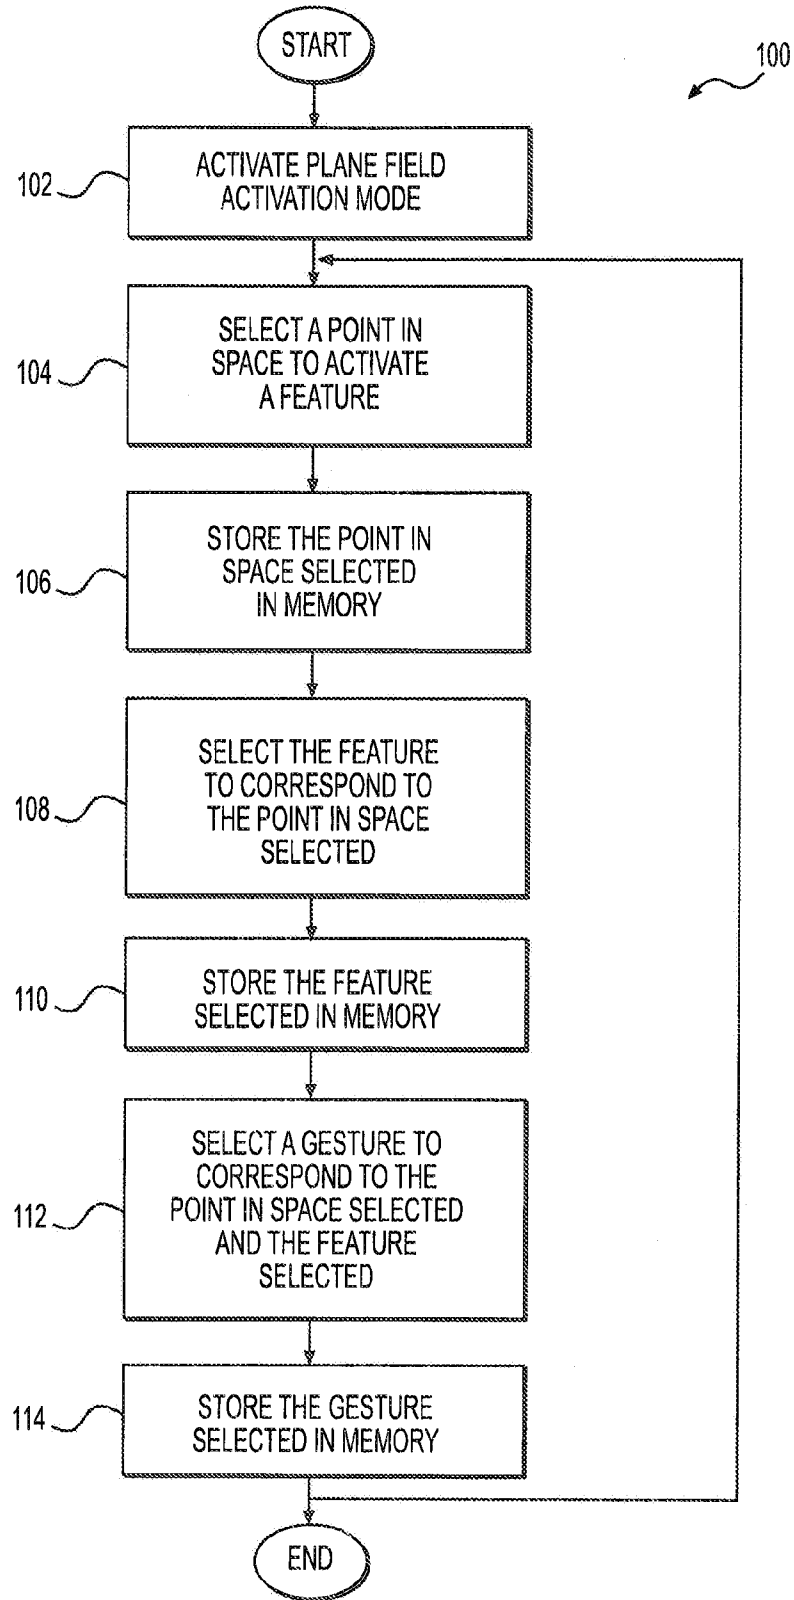 START
100
102
ACTIVATE PLANE FIELD
ACTIVATION MODE
104
SELECT A POINT IN
SPACE TO ACTIVATE
A FEATURE
106
STORE THE POINT IN
SPACE SELECTED
IN MEMORY
108
SELECT THE FEATURE
TO CORRESPOND TO
THE POINT IN SPACE
SELECTED
110
STORE THE FEATURE
SELECTED IN MEMORY
112
SELECT A GESTURE TO
CORRESPOND TO THE
POINT IN SPACE SELECTED
AND THE FEATURE
SELECTED
114
STORE THE GESTURE
SELECTED IN MEMORY
END